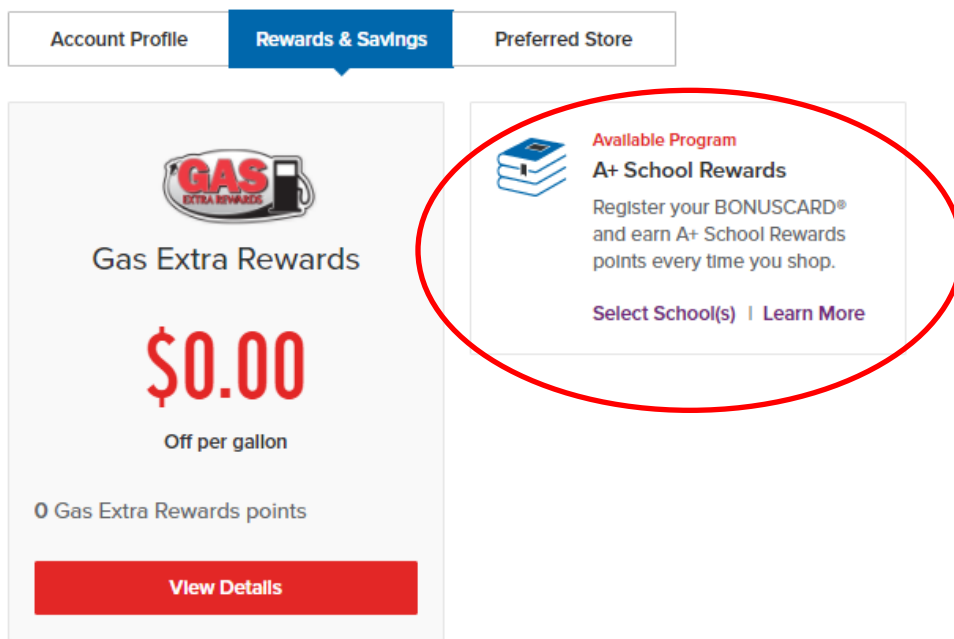 Account Profile
Rewards & Savings
Preferred Store
GAS
EXTRA REWARDS
Gas Extra Rewards
$0.00
Off per gallon
0 Gas Extra Rewards points
View Details
Available Program
A+ School Rewards
Register your BONUSCARD®
and earn A+ School Rewards
points every time you shop.
Select School(s) | Learn More